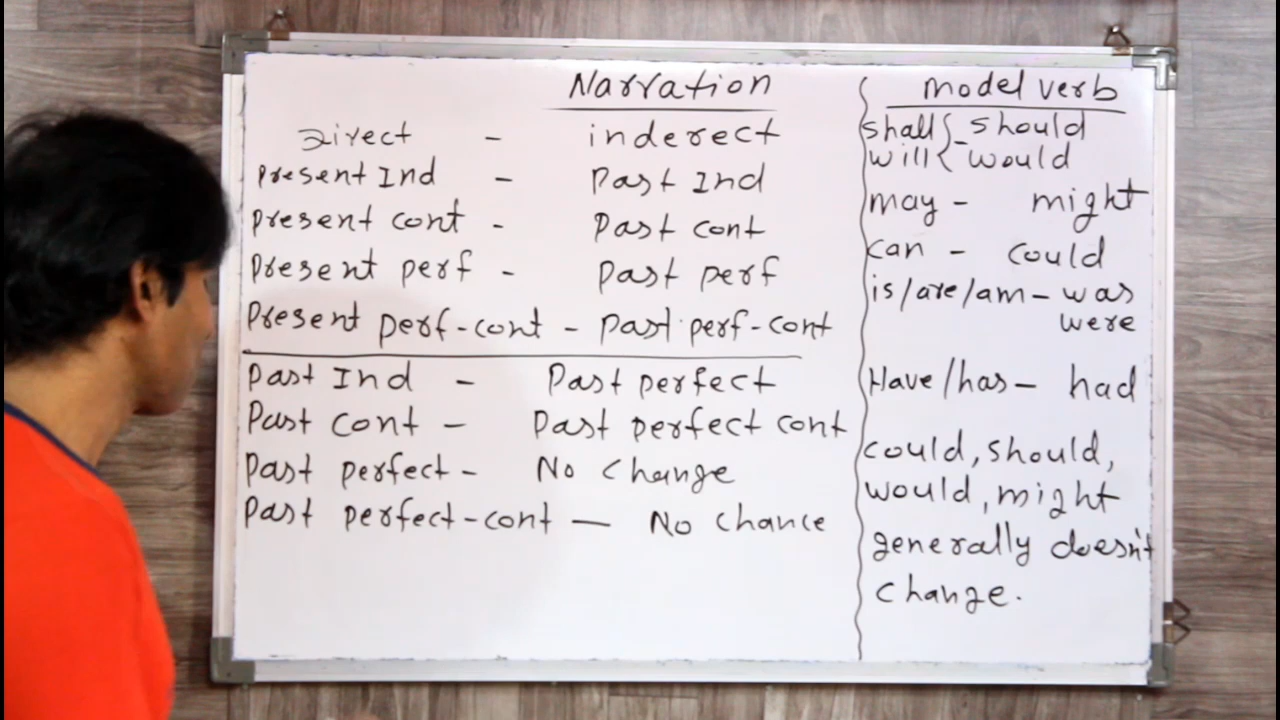 Narration
Direct - inderect
Present Ind - Past Ind
Present cont - Past cont
Present perf - Past perf
Present perf-cont - Past perf-cont
Past Ind - Past perfect
Past cont - Past perfect cont
Past perfect - No change
Past perfect-cont — No chance
model verb
shall { - should
will { would
may - might
can - could
is/are/am - was
were
Have/has - had
could, should,
would, might
generally doesn't
change.